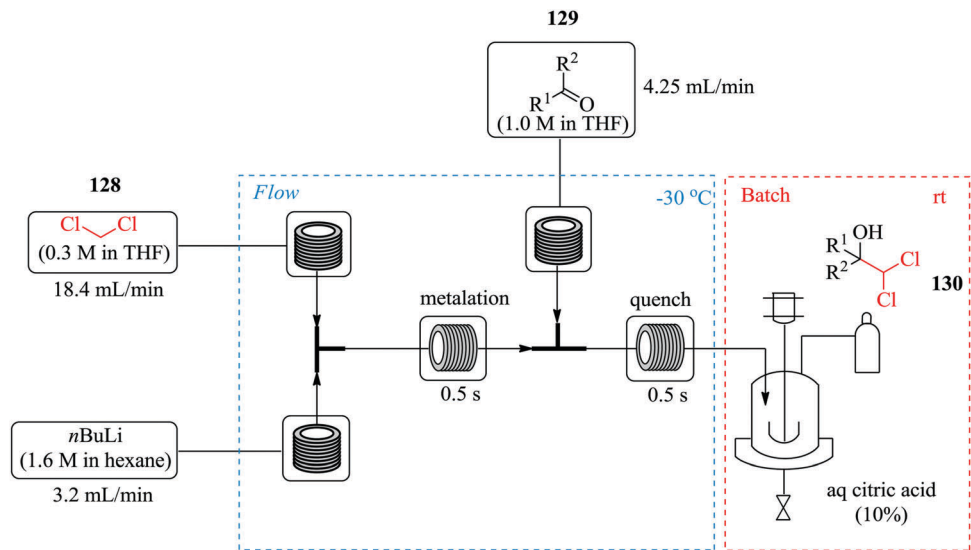 129
R²
R¹
O
(1.0 M in THF)
4.25 mL/min
128
Cl Cl
(0.3 M in THF)
18.4 mL/min
Flow
-30 °C
Batch
rt
metalation
quench
0.5 s
0.5 s
OH
R¹
Cl
R²
130
Cl
nBuLi
(1.6 M in hexane)
3.2 mL/min
aq citric acid
(10%)